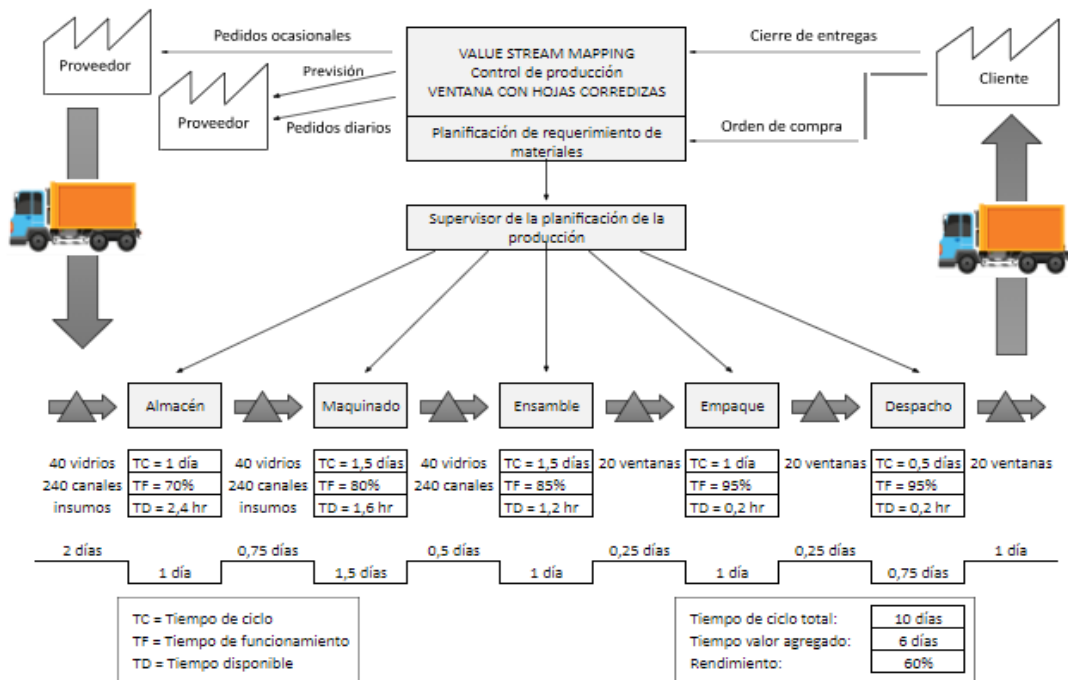 Proveedor
Pedidos ocasionales
Previsión
Proveedor
Pedidos diarios
VALUE STREAM MAPPING
Control de producción
VENTANA CON HOJAS CORREDIZAS
Planificación de requerimiento de
materiales
Cierre de entregas
Orden de compra
Cliente
Supervisor de la planificación de la
producción
Almacén
Maquinado
Ensamble
Empaque
Despacho
40 vidrios
240 canales
insumos
TC = 1 día
TF = 70%
TD = 2,4 hr
40 vidrios
240 canales
insumos
TC = 1,5 días
TF = 80%
TD = 1,6 hr
40 vidrios
240 canales
TC = 1,5 días
TF = 85%
TD = 1,2 hr
20 ventanas
TC = 1 día
TF = 95%
TD = 0,2 hr
20 ventanas
TC = 0,5 días
TF = 95%
TD = 0,2 hr
20 ventanas
2 días
1 día
0,75 días
1,5 días
0,5 días
1 día
0,25 días
1 día
0,25 días
0,75 días
1 día
TC = Tiempo de ciclo
TF = Tiempo de funcionamiento
TD = Tiempo disponible
Tiempo de ciclo total: 10 días
Tiempo valor agregado: 6 días
Rendimiento: 60%